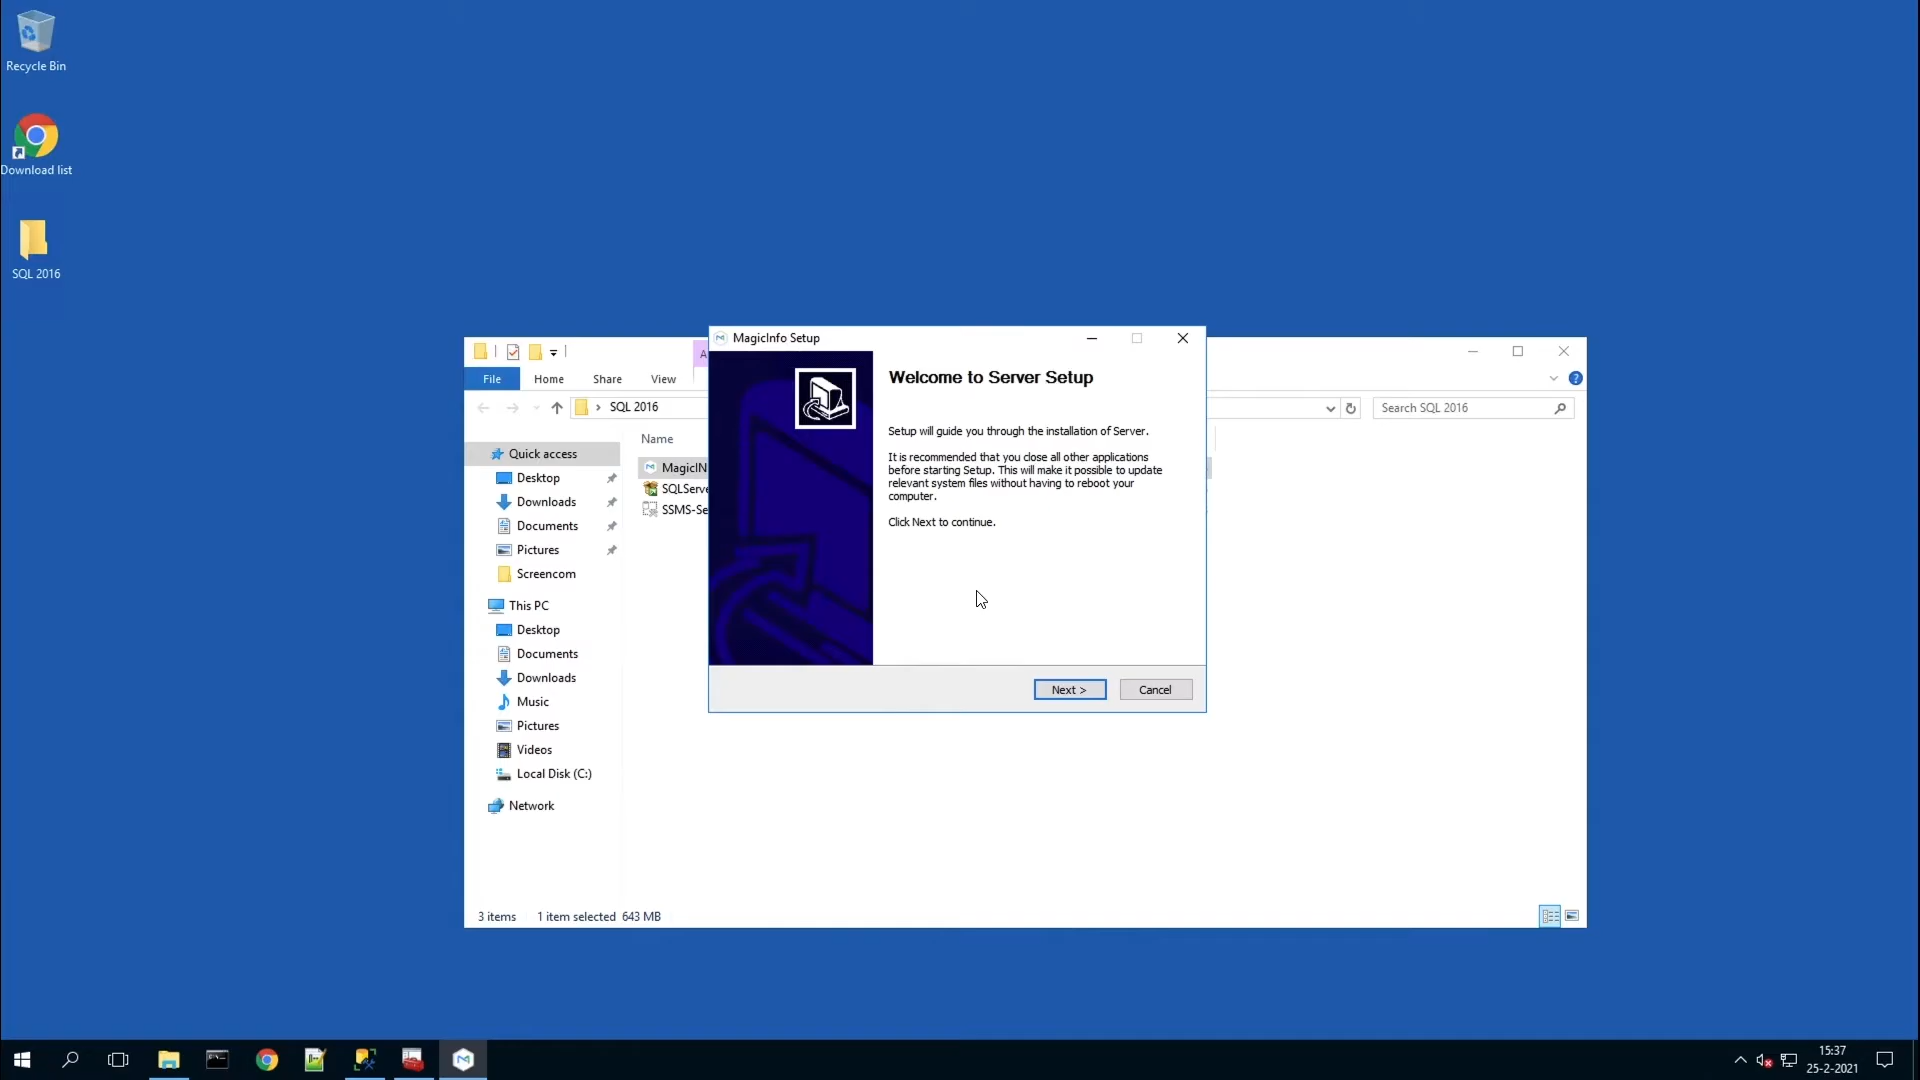 Recycle Bin
Download list
SQL 2016
MagicInfo Setup
Welcome to Server Setup
Setup will guide you through the installation of Server.
It is recommended that you close all other applications
before starting Setup. This will make it possible to update
relevant system files without having to reboot your
computer.
Click Next to continue.
Next >
Cancel
File
Home
Share
View
SQL 2016
Search SQL 2016
Name
MagicIN
SQLServe
SSMS-Se
Quick access
Desktop
Downloads
Documents
Pictures
Screencom
This PC
Desktop
Documents
Downloads
Music
Pictures
Videos
Local Disk (C:)
Network
3 items
1 item selected 643 MB
15:37
25-2-2021